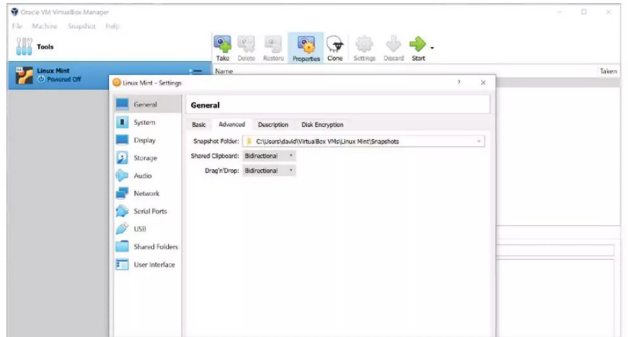 Oracle VM VirtualBox Manager
File Machine Snapshot Help
Tools
Take Delete Restore Properties Clone Settings Discard Start
Linux Mint
Powered Off
Name Taken
Linux Mint - Settings ? ×
General
System
Display
Storage
Audio
Network
Serial Ports
USB
Shared Folders
User Interface
General
Basic Advanced Description Disk Encryption
Snapshot Folder: C:\Users\david\VirtualBox VMs\Linux Mint\Snapshots
Shared Clipboard: Bidirectional
Drag'n'Drop: Bidirectional